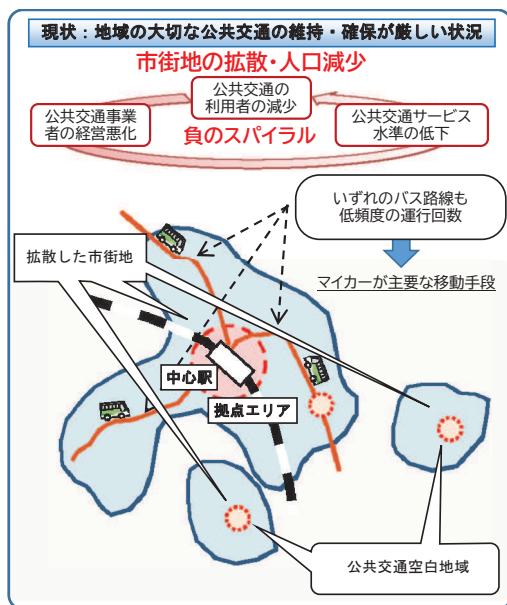 現状：地域の大切な公共交通の維持・確保が厳しい状況
市街地の拡散・人口減少
公共交通の
利用者の減少
公共交通事業
者の経営悪化
負のスパイラル
公共交通サービス
水準の低下
いずれのバス路線も
低頻度の運行回数
拡散した市街地
マイカーが主要な移動手段
中心駅
拠点エリア
公共交通空白地域